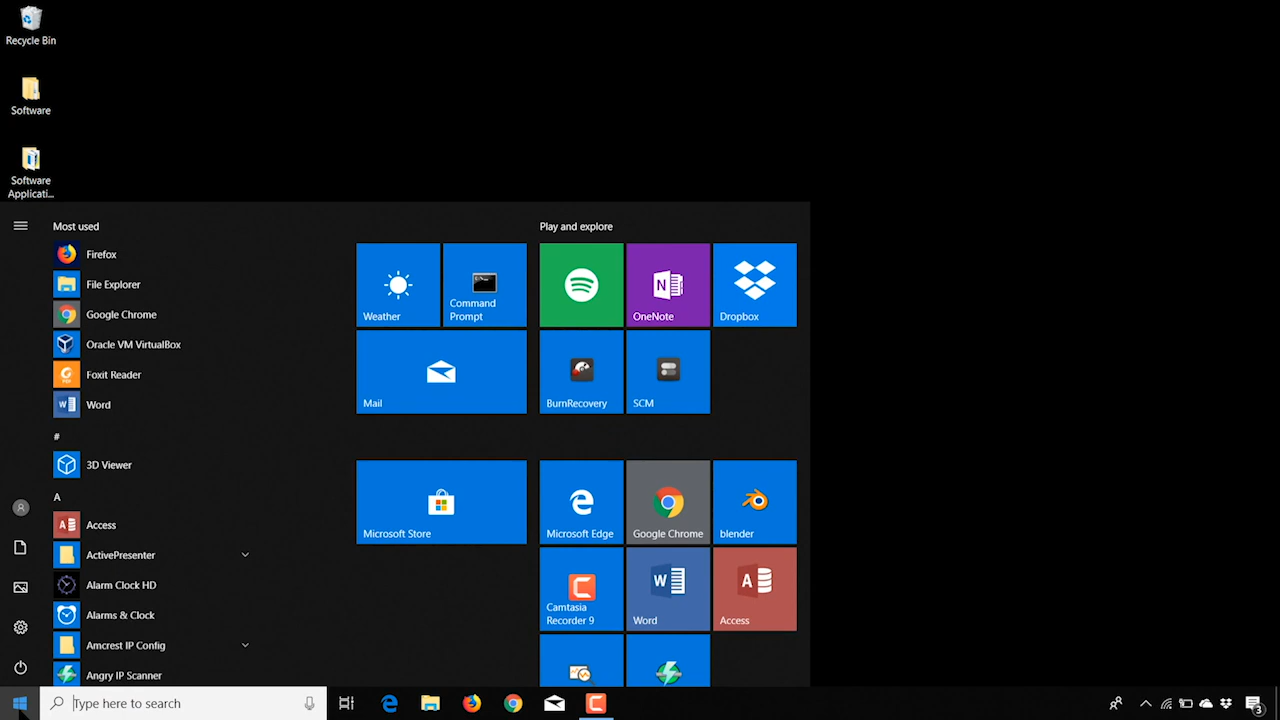 Recycle Bin
Software
Software
Applicati...
Most used
Firefox
File Explorer
Google Chrome
Oracle VM VirtualBox
Foxit Reader
Word
#
3D Viewer
A
Access
ActivePresenter
Alarm Clock HD
Alarms & Clock
Amcrest IP Config
Angry IP Scanner
Weather
Command
Prompt
Mail
Microsoft Store
Play and explore
OneNote
Dropbox
BurnRecovery
SCM
Microsoft Edge
Google Chrome
blender
Camtasia
Recorder 9
Word
Access
Type here to search
3